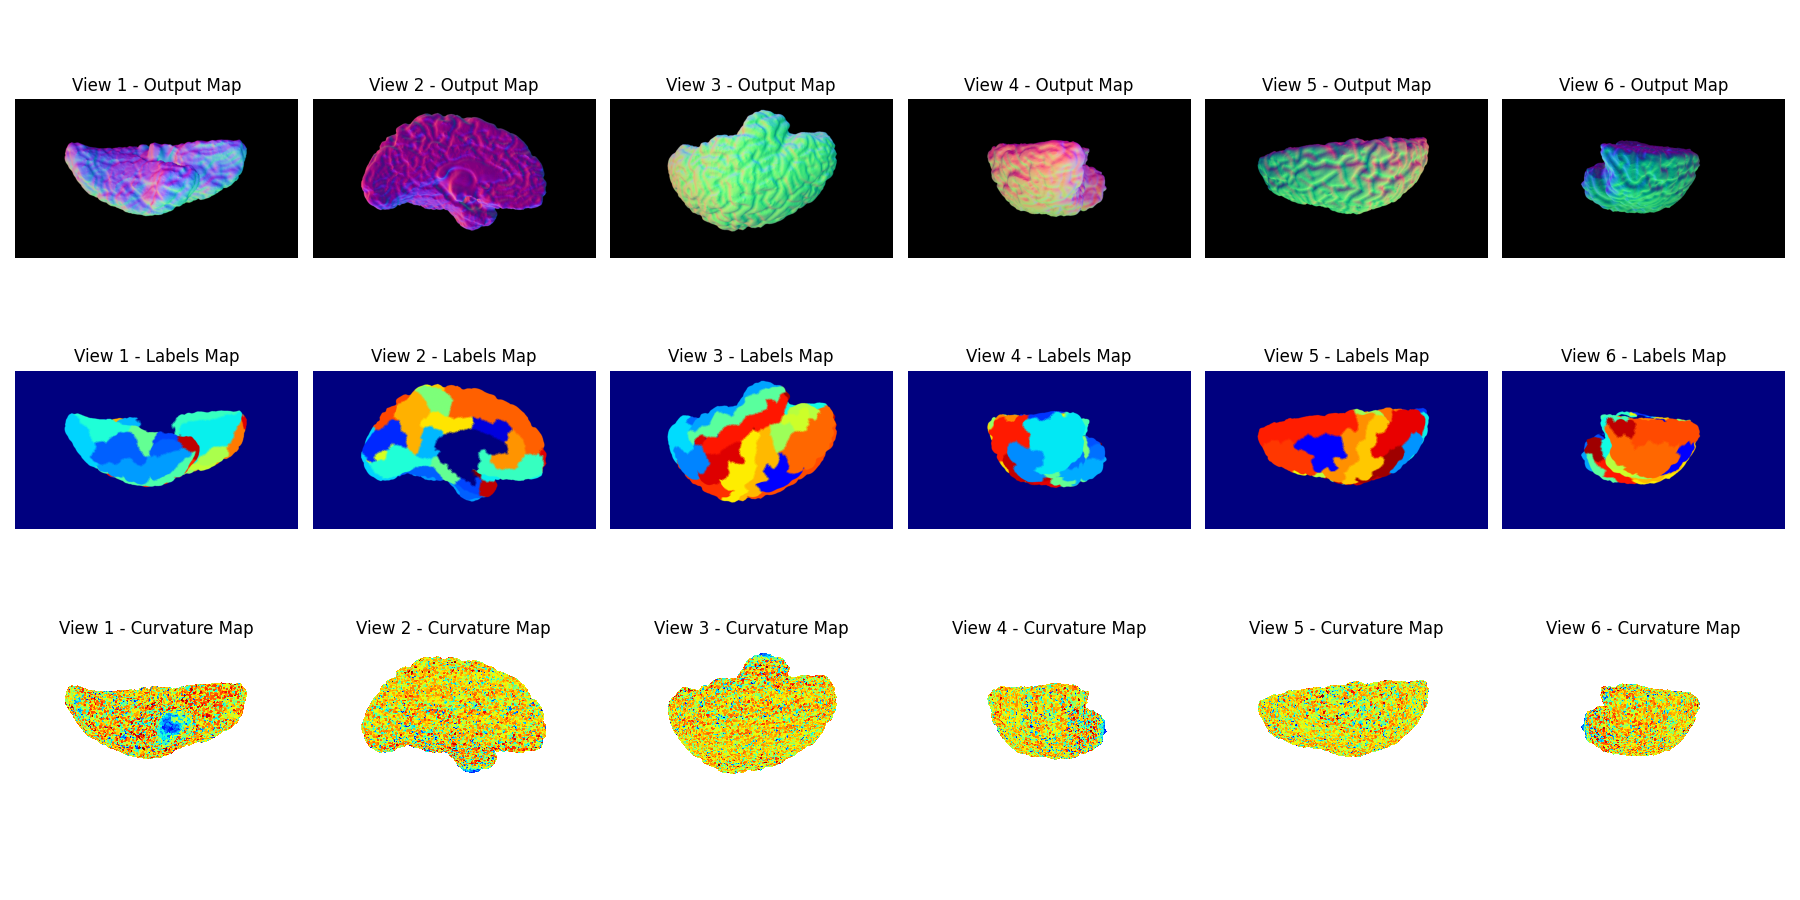 View 1 - Output Map
View 2 - Output Map
View 3 - Output Map
View 4 - Output Map
View 5 - Output Map
View 6 - Output Map
View 1 - Labels Map
View 2 - Labels Map
View 3 - Labels Map
View 4 - Labels Map
View 5 - Labels Map
View 6 - Labels Map
View 1 - Curvature Map
View 2 - Curvature Map
View 3 - Curvature Map
View 4 - Curvature Map
View 5 - Curvature Map
View 6 - Curvature Map